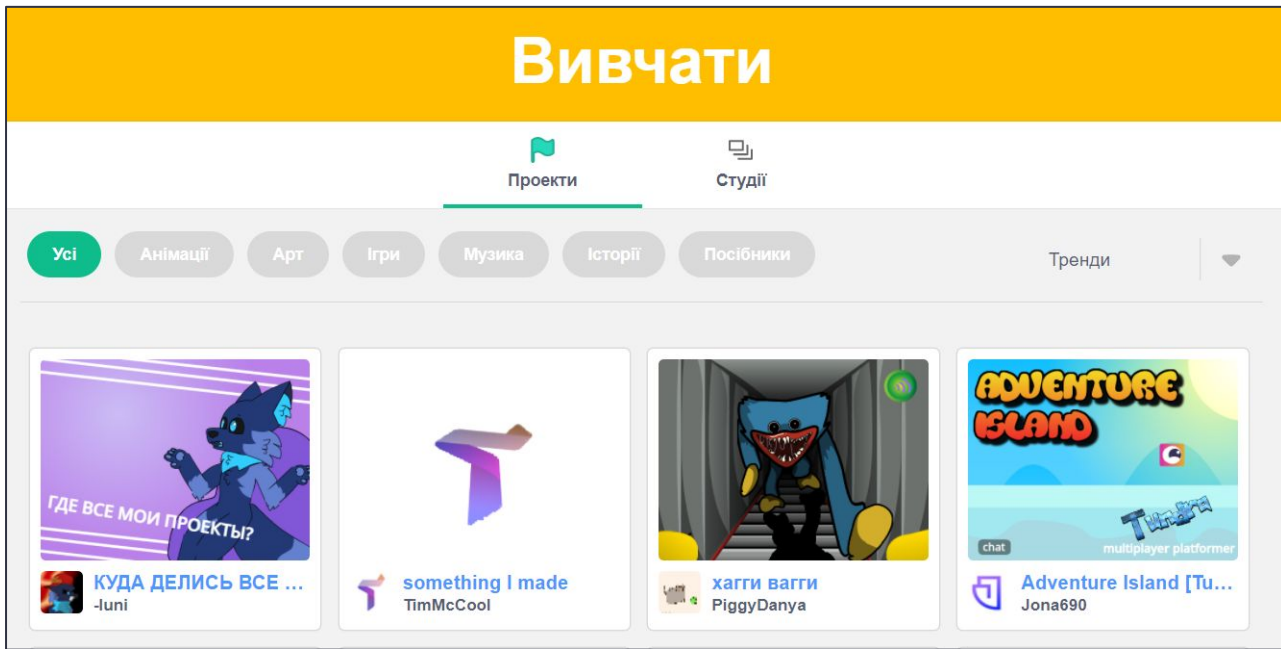 Вивчати
Проекти
Студії
Усі
Анімації
Арт
Ігри
Музика
Історії
Посібники
Тренди
ГДЕ ВСЕ МОИ ПРОЕКТЫ?
КУДА ДЕЛИСЬ ВСЕ ...
-luni
something I made
TimMcCool
хагги вагги
PiggyDanya
ADVENTURE
ISLAND
Tundra
chat
multiplayer platformer
Adventure Island [Tu...
Jona690